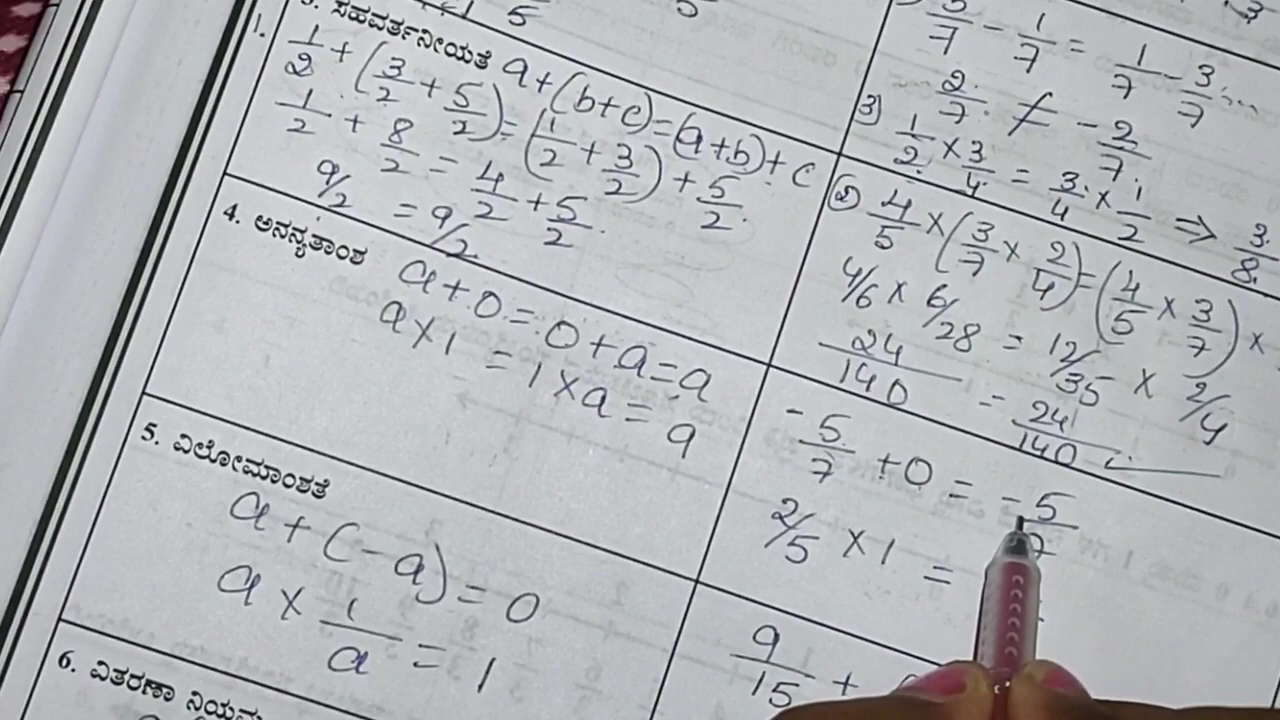 5
5
3. ಸಹವರ್ತನೀಯತೆ a+(b+c)=(a+b)+c
1. 1/2 + (3/2 + 5/2) = (1/2 + 3/2) + 5/2
1/2 + 8/2 = 4/2 + 5/2
9/2 = 9/2
3/7 - 1/7 = 1/7 - 3/7
2/7 ≠ -2/7
3) 1/2 × 3/4 = 3/4 × 1/2 ⇒ 3/8
2) 4/5 × (3/7 × 2/4) = (4/5 × 3/7) ×
4/6 × 6/28 = 12/35 × 2/4
24/140 = 24/140
4. ಅನನ್ಯತಾಂಶ a+0=0+a=a
a×1 = 1×a = a
-5/7 + 0 = -5/7
2/5 × 1 =
5. ವಿಲೋಮಾಂಶತೆ
a+(-a)=0
a × 1/a = 1
9/15 +
6. ವಿತರಣಾ ನಿಯಮ